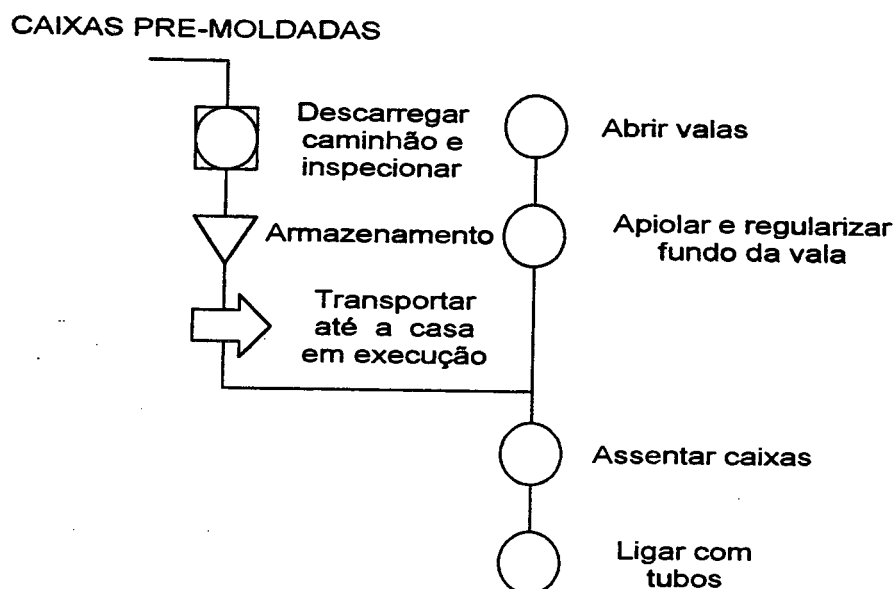 CAIXAS PRE-MOLDADAS
Descarregar
caminhão e
inspecionar
Armazenamento
Transportar
até a casa
em execução
Abrir valas
Apiolar e regularizar
fundo da vala
Assentar caixas
Ligar com
tubos